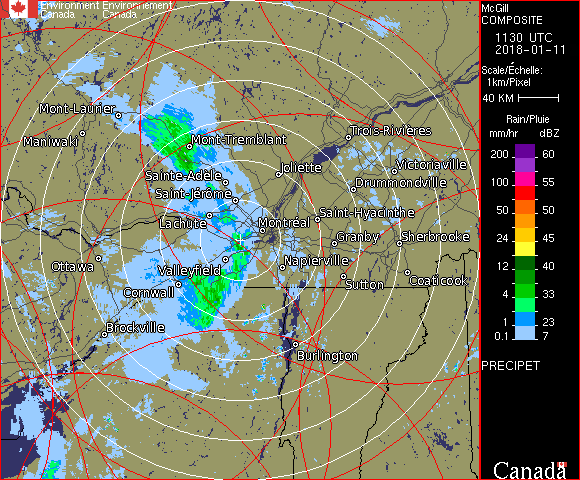 Environment Environnement
Canada Canada
McGill
COMPOSITE
1130 UTC
2018-01-11
Scale/Échelle:
1km/Pixel
40 KM
Rain/Pluie
mm/hr dBZ
200 60
100 55
50 50
24 45
12 40
4 33
1 23
0.1 7
PRECIPET
Canada
Mont-Laurier
Maniwaki
Mont-Tremblant
Trois-Rivières
Victoriaville
Joliette
Sainte-Adèle
Drummondville
Saint-Jérôme
Saint-Hyacinthe
Lachute
Montréal
Granby
Sherbrooke
Ottawa
Valleyfield
Napierville
Cornwall
Sutton
Coaticook
Brockville
Burlington